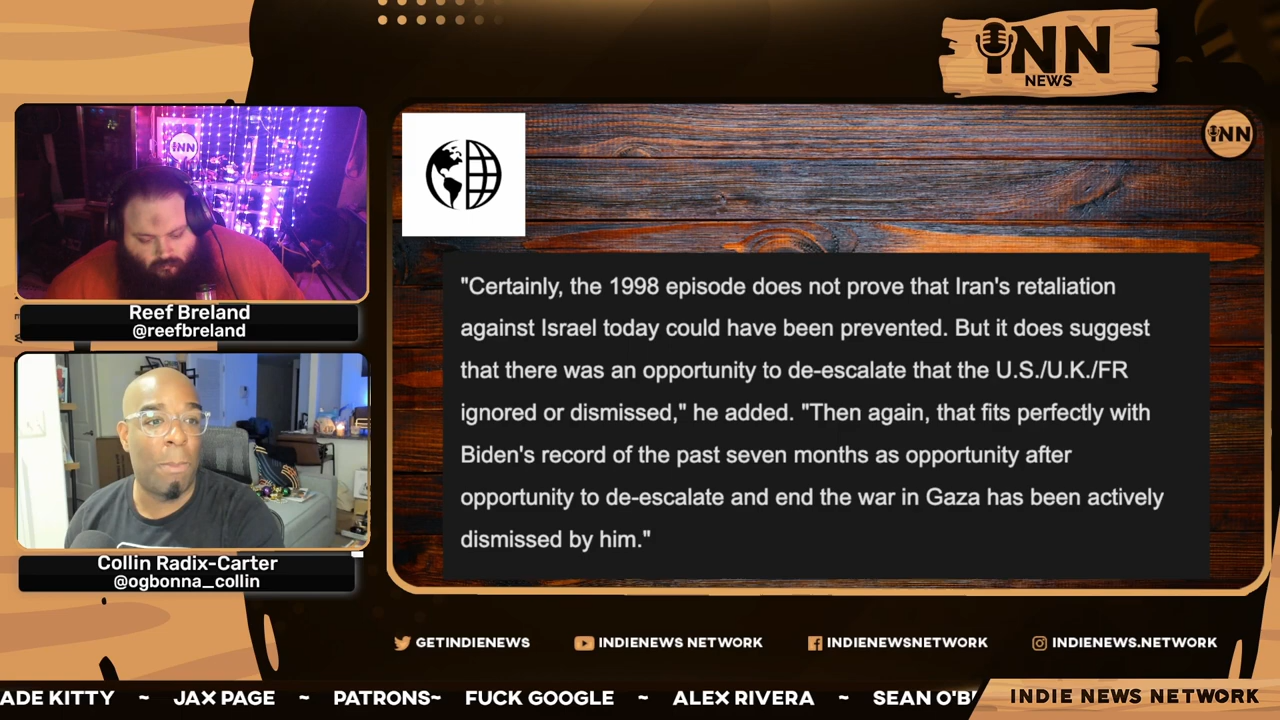 iNN
NEWS
iNN
iNN
Reef Breland
@reefbreland
Collin Radix-Carter
@ogbonna_collin
"Certainly, the 1998 episode does not prove that Iran's retaliation
against Israel today could have been prevented. But it does suggest
that there was an opportunity to de-escalate that the U.S./U.K./FR
ignored or dismissed," he added. "Then again, that fits perfectly with
Biden's record of the past seven months as opportunity after
opportunity to de-escalate and end the war in Gaza has been actively
dismissed by him."
GETINDIENEWS
INDIENEWS NETWORK
INDIENEWSNETWORK
INDIENEWS.NETWORK
ADE KITTY ~ JAX PAGE ~ PATRONS~ FUCK GOOGLE ~ ALEX RIVERA ~ SEAN O'B
INDIE NEWS NETWORK